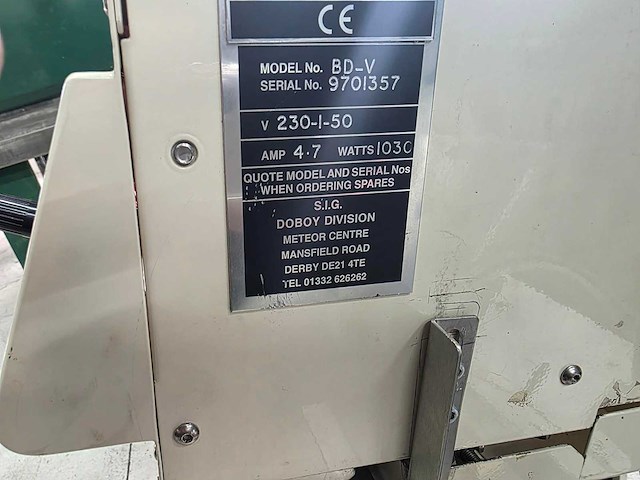 CE
MODEL No. BD-V
SERIAL No. 9701357
V 230-1-50
AMP 4.7 WATTS 1030
QUOTE MODEL AND SERIAL Nos
WHEN ORDERING SPARES
S.I.G.
DOBOY DIVISION
METEOR CENTRE
MANSFIELD ROAD
DERBY DE21 4TE
TEL 01332 626262